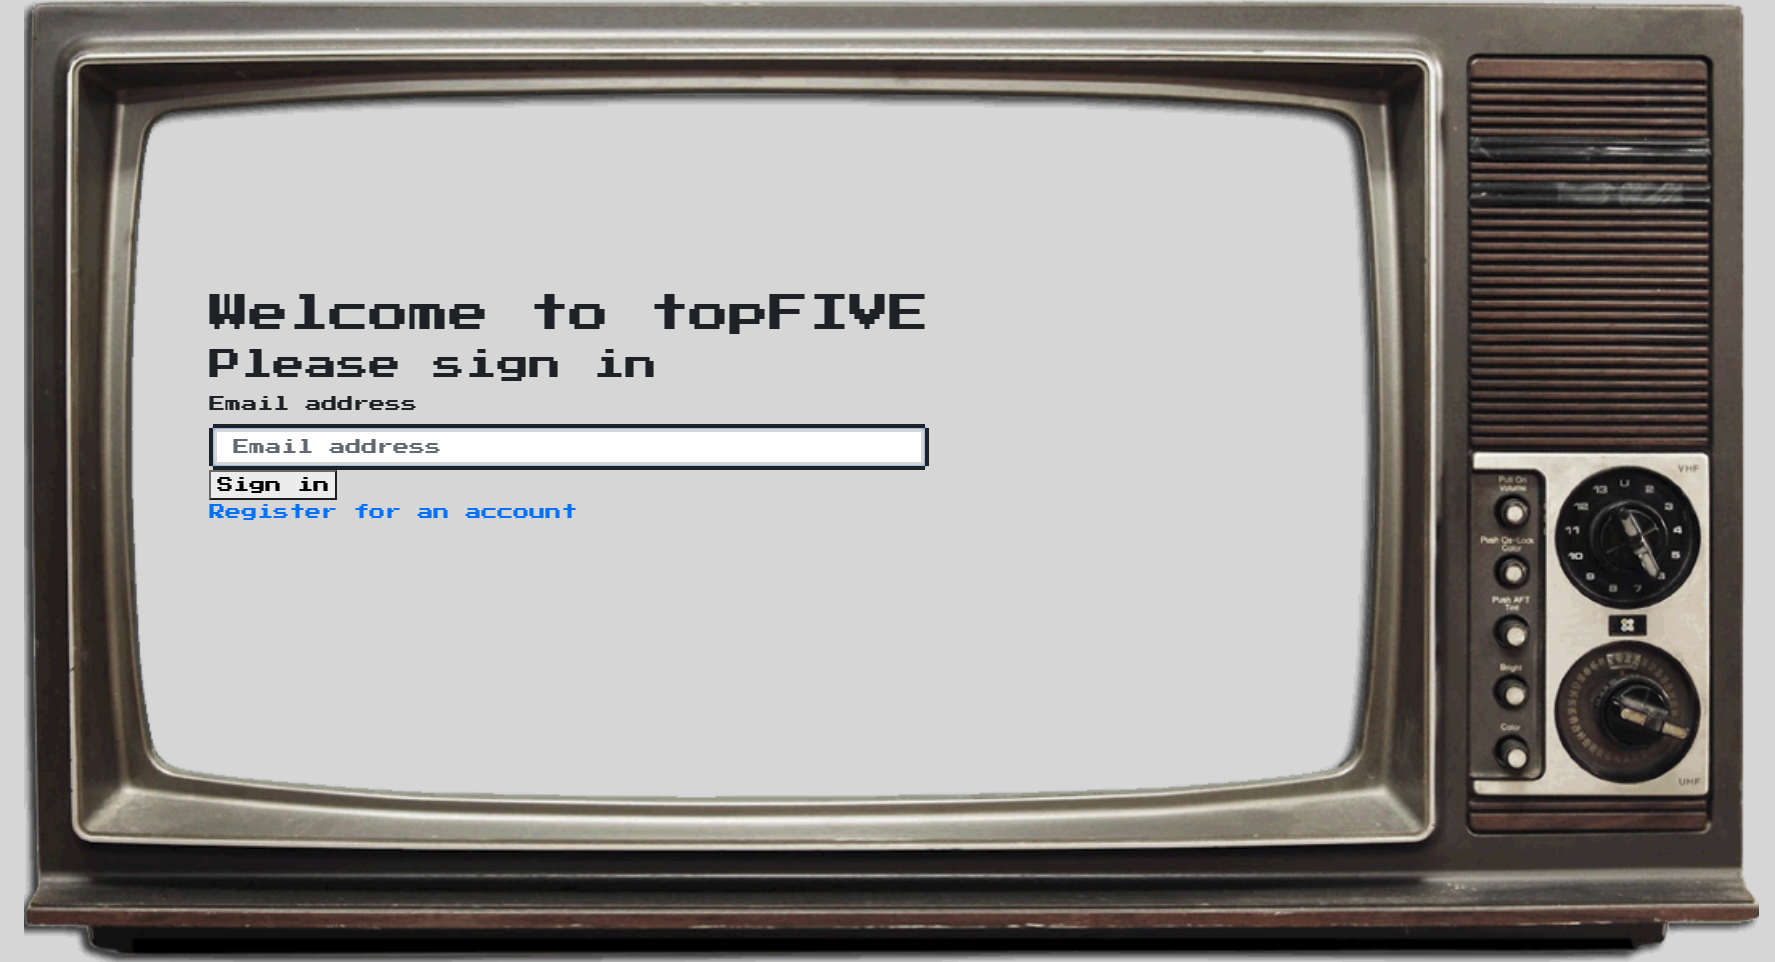 Welcome to topFIVE
Please sign in
Email address
Email address
Sign in
Register for an account
VHF
Pull On
Volume
Push Qs-Lock
Color
Push AFT
Tint
Bright
Color
U
2
3
4
5
7
8
9
10
11
12
13
UHF